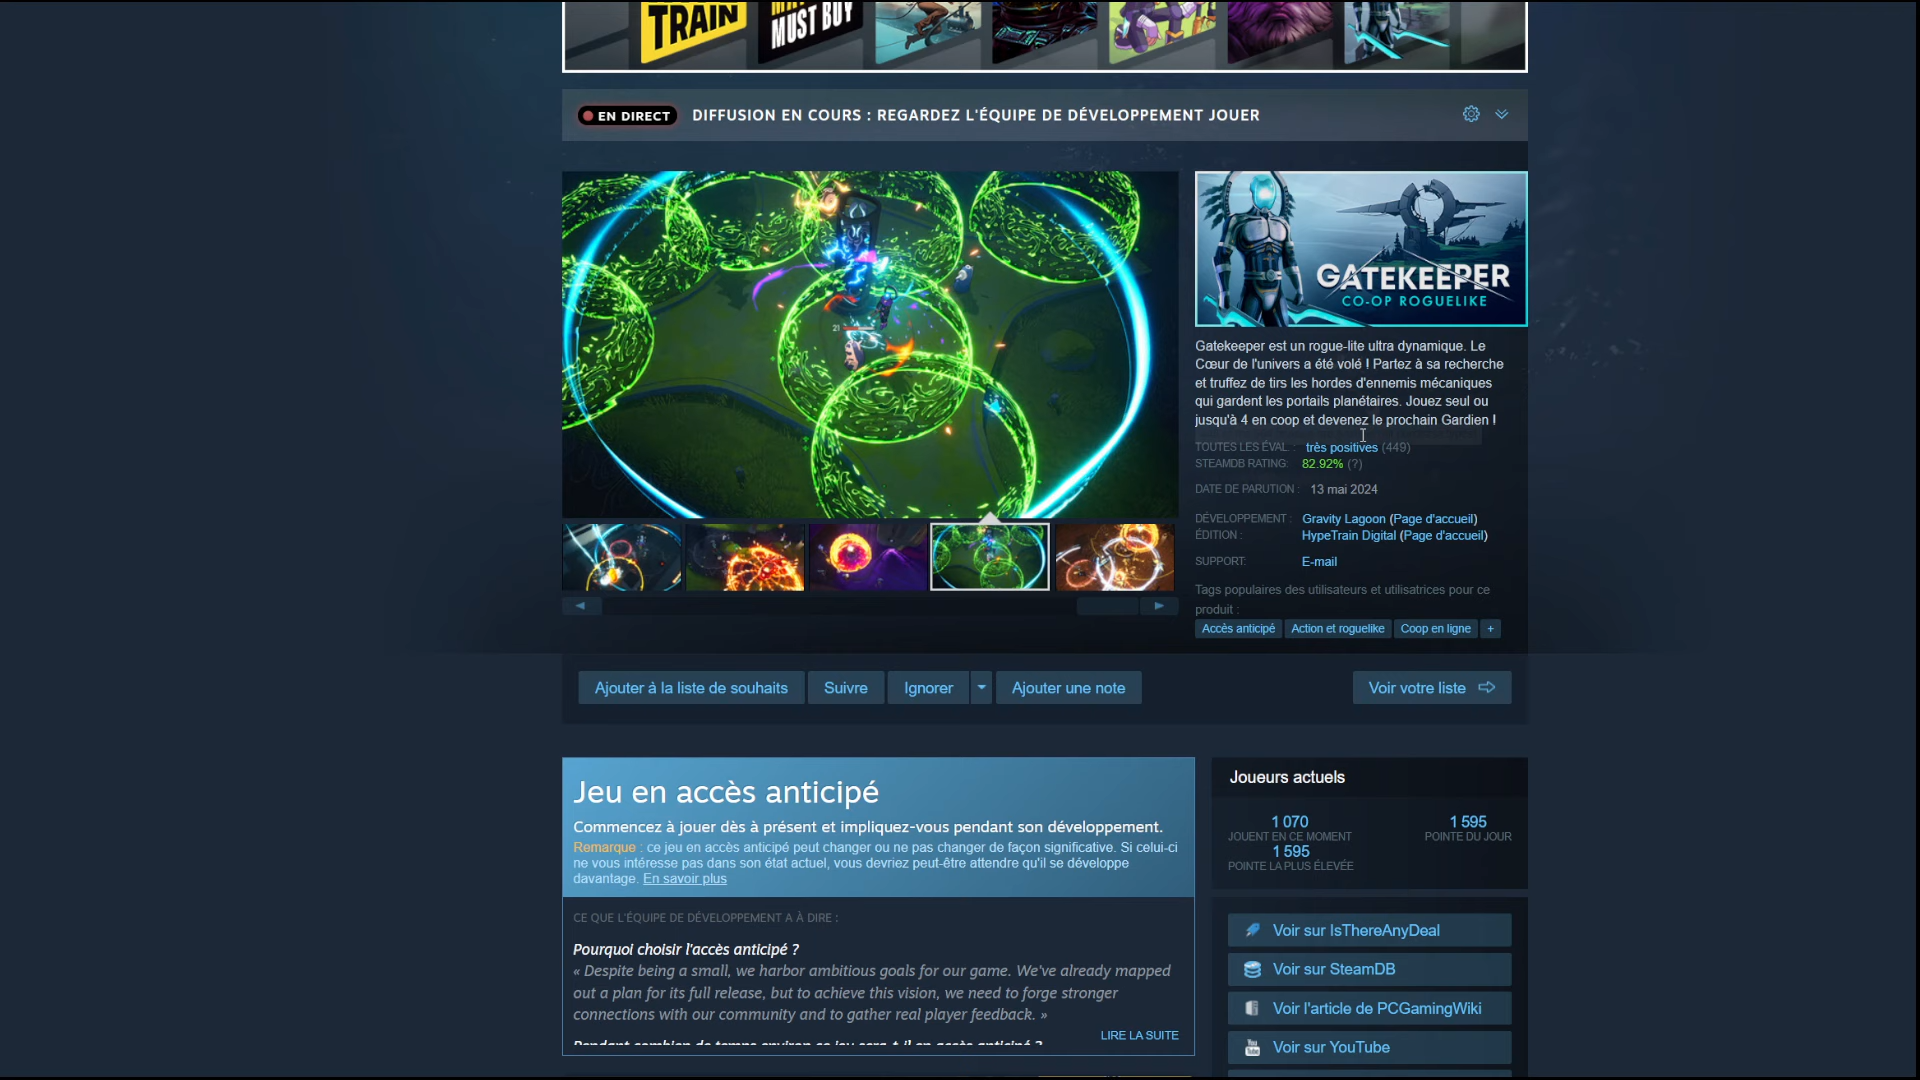 TRAIN
MUST BUY
EN DIRECT
DIFFUSION EN COURS : REGARDEZ L'ÉQUIPE DE DÉVELOPPEMENT JOUER
21
GATEKEEPER
CO-OP ROGUELIKE
Gatekeeper est un rogue-lite ultra dynamique. Le
Cœur de l'univers a été volé ! Partez à sa recherche
et truffez de tirs les hordes d'ennemis mécaniques
qui gardent les portails planétaires. Jouez seul ou
jusqu'à 4 en coop et devenez le prochain Gardien !
TOUTES LES ÉVAL. : très positives (449)
STEAMDB RATING: 82.92% (?)
DATE DE PARUTION : 13 mai 2024
DÉVELOPPEMENT : Gravity Lagoon (Page d'accueil)
ÉDITION : HypeTrain Digital (Page d'accueil)
SUPPORT: E-mail
Tags populaires des utilisateurs et utilisatrices pour ce
produit :
Accès anticipé Action et roguelike Coop en ligne +
Ajouter à la liste de souhaits Suivre Ignorer Ajouter une note Voir votre liste
Jeu en accès anticipé
Commencez à jouer dès à présent et impliquez-vous pendant son développement.
Remarque : ce jeu en accès anticipé peut changer ou ne pas changer de façon significative. Si celui-ci
ne vous intéresse pas dans son état actuel, vous devriez peut-être attendre qu'il se développe
davantage. En savoir plus
CE QUE L'ÉQUIPE DE DÉVELOPPEMENT A À DIRE :
Pourquoi choisir l'accès anticipé ?
« Despite being a small, we harbor ambitious goals for our game. We've already mapped
out a plan for its full release, but to achieve this vision, we need to forge stronger
connections with our community and to gather real player feedback. »
LIRE LA SUITE
Pendant combien de temps environ ce jeu sera-t-il en accès anticipé ?
Joueurs actuels
1 070
JOUENT EN CE MOMENT
1 595
POINTE DU JOUR
1 595
POINTE LA PLUS ÉLEVÉE
Voir sur IsThereAnyDeal
Voir sur SteamDB
Voir l'article de PCGamingWiki
Voir sur YouTube